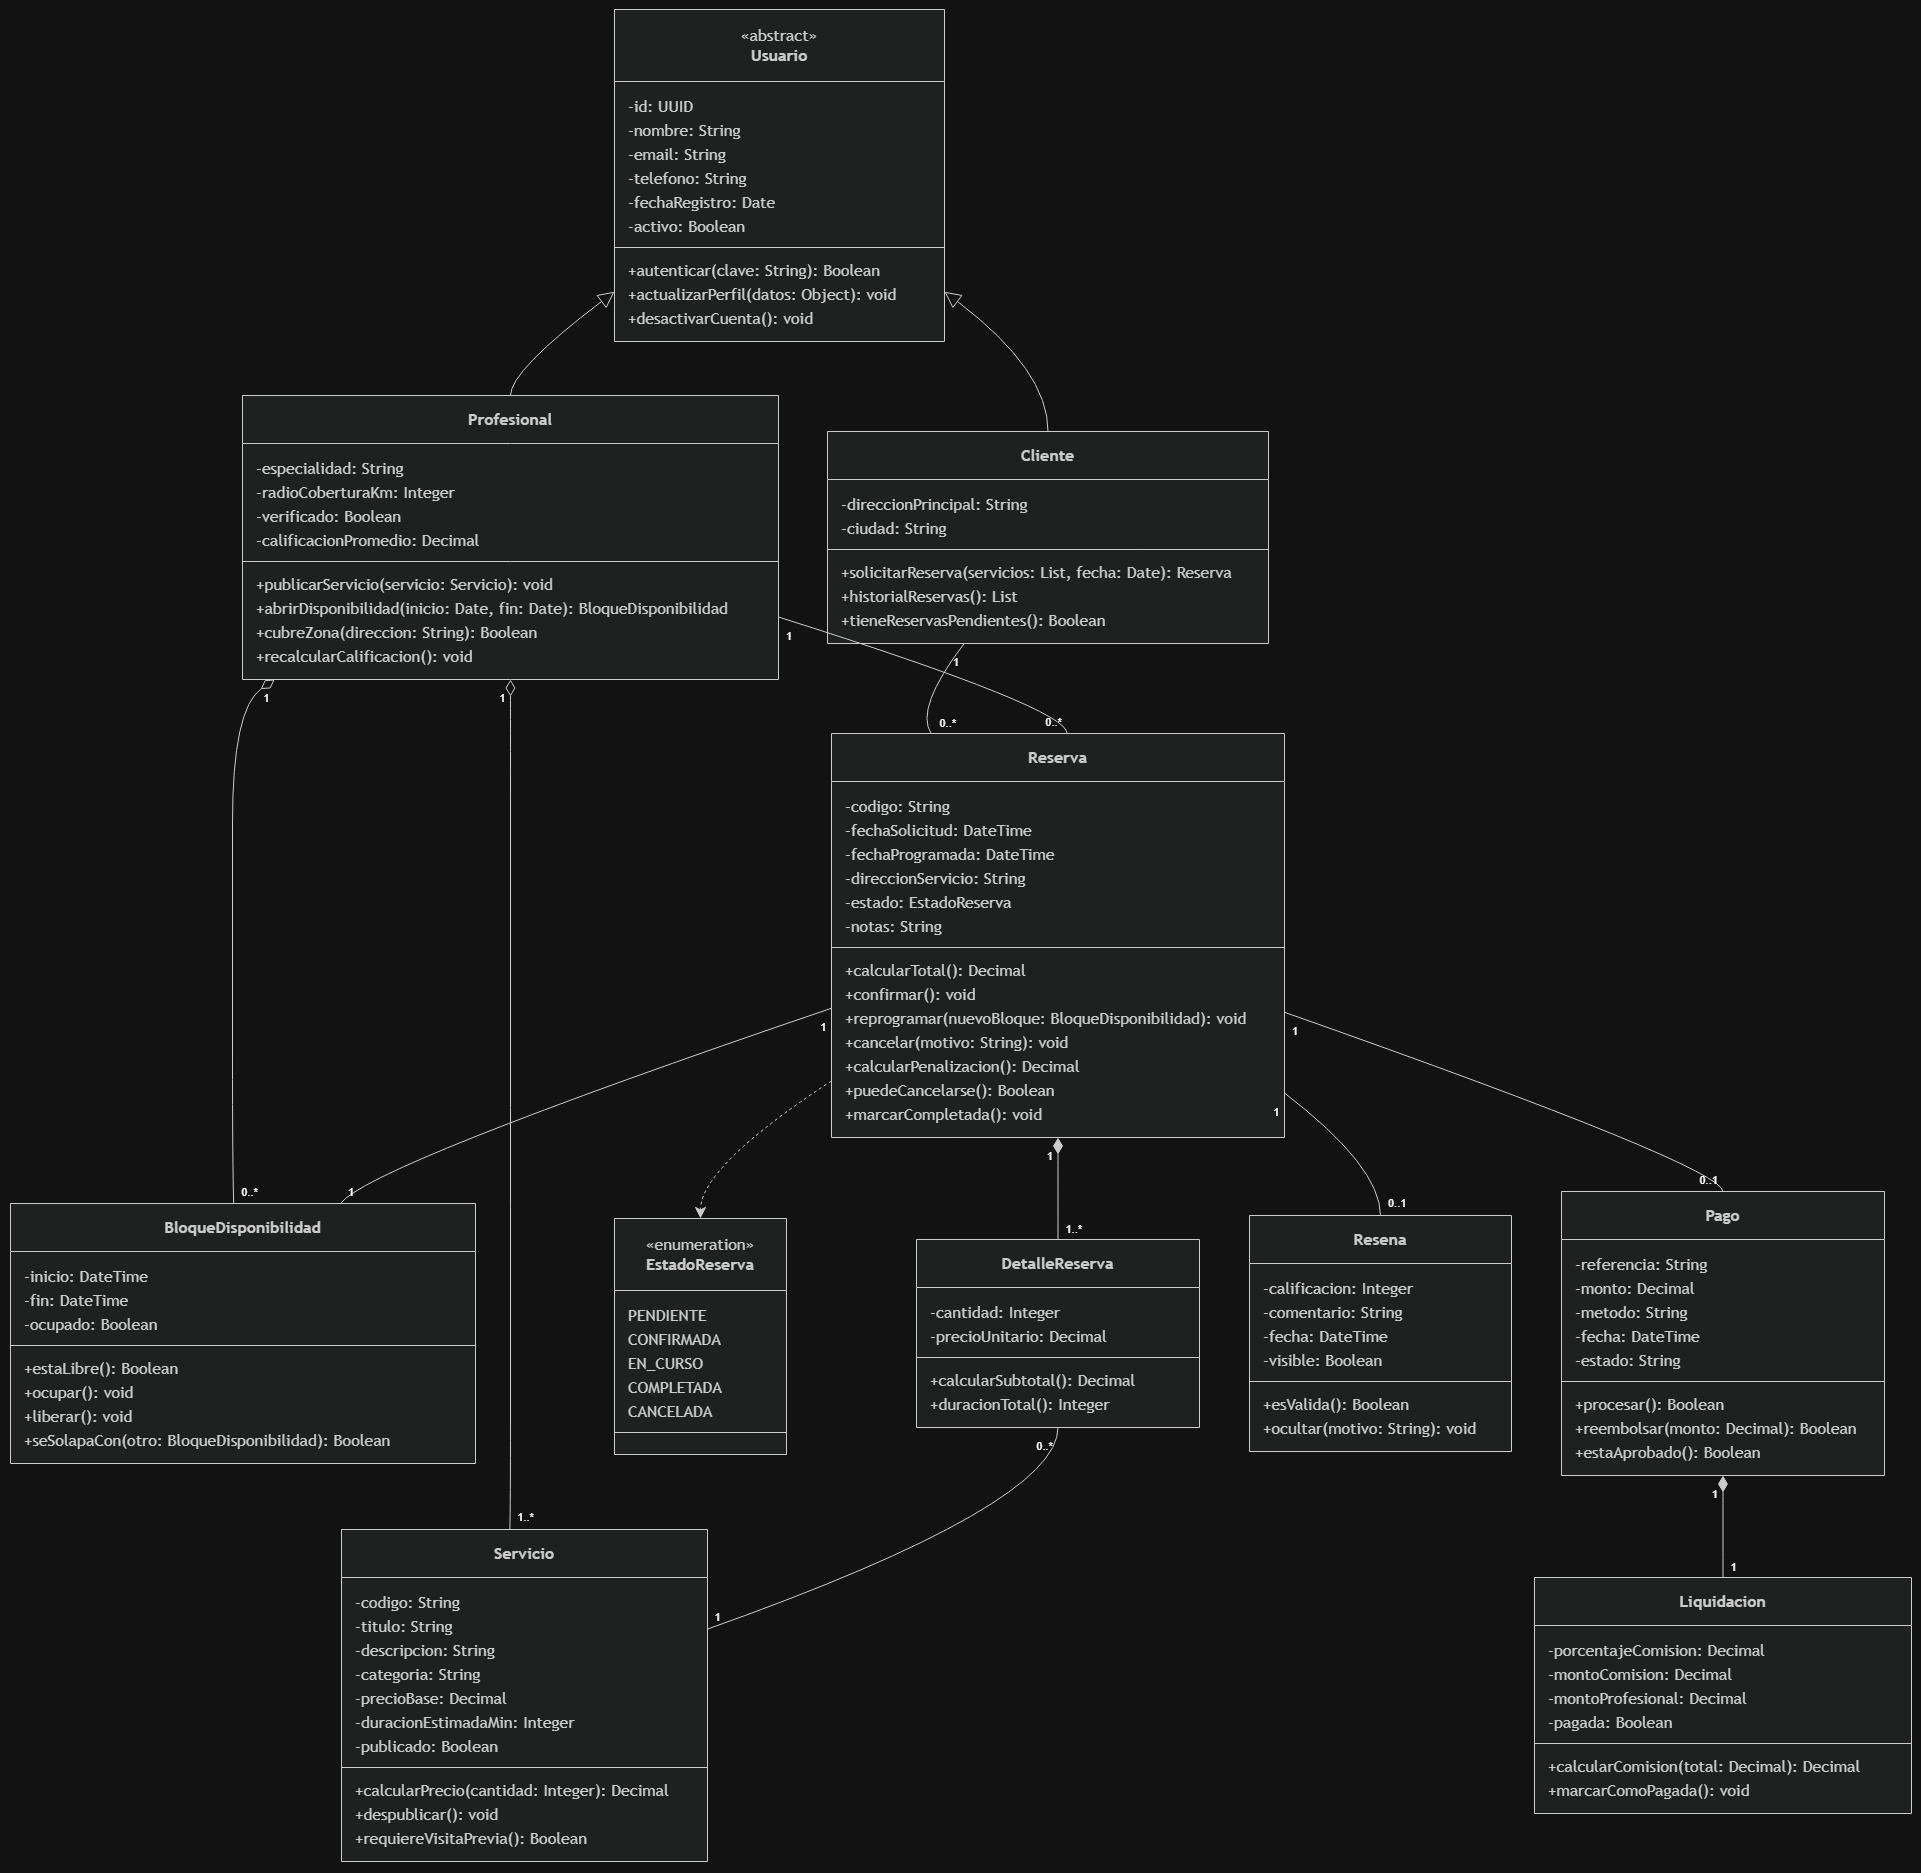 «abstract»
Usuario
-id: UUID
-nombre: String
-email: String
-telefono: String
-fechaRegistro: Date
-activo: Boolean
+autenticar(clave: String): Boolean
+actualizarPerfil(datos: Object): void
+desactivarCuenta(): void
Profesional
-especialidad: String
-radioCoberturaKm: Integer
-verificado: Boolean
-calificacionPromedio: Decimal
+publicarServicio(servicio: Servicio): void
+abrirDisponibilidad(inicio: Date, fin: Date): BloqueDisponibilidad
+cubreZona(direccion: String): Boolean
+recalcularCalificacion(): void
Cliente
-direccionPrincipal: String
-ciudad: String
+solicitarReserva(servicios: List, fecha: Date): Reserva
+historialReservas(): List
+tieneReservasPendientes(): Boolean
1
1
1
1
0..*
0..*
Reserva
-codigo: String
-fechaSolicitud: DateTime
-fechaProgramada: DateTime
-direccionServicio: String
-estado: EstadoReserva
-notas: String
+calcularTotal(): Decimal
+confirmar(): void
+reprogramar(nuevoBloque: BloqueDisponibilidad): void
+cancelar(motivo: String): void
+calcularPenalizacion(): Decimal
+puedeCancelarse(): Boolean
+marcarCompletada(): void
1
1
1
1
0..*
1
1..*
0..1
0..1
BloqueDisponibilidad
-inicio: DateTime
-fin: DateTime
-ocupado: Boolean
+estaLibre(): Boolean
+ocupar(): void
+liberar(): void
+seSolapaCon(otro: BloqueDisponibilidad): Boolean
«enumeration»
EstadoReserva
PENDIENTE
CONFIRMADA
EN_CURSO
COMPLETADA
CANCELADA
DetalleReserva
-cantidad: Integer
-precioUnitario: Decimal
+calcularSubtotal(): Decimal
+duracionTotal(): Integer
Resena
-calificacion: Integer
-comentario: String
-fecha: DateTime
-visible: Boolean
+esValida(): Boolean
+ocultar(motivo: String): void
Pago
-referencia: String
-monto: Decimal
-metodo: String
-fecha: DateTime
-estado: String
+procesar(): Boolean
+reembolsar(monto: Decimal): Boolean
+estaAprobado(): Boolean
0..*
1
1..*
1
1
Servicio
-codigo: String
-titulo: String
-descripcion: String
-categoria: String
-precioBase: Decimal
-duracionEstimadaMin: Integer
-publicado: Boolean
+calcularPrecio(cantidad: Integer): Decimal
+despublicar(): void
+requiereVisitaPrevia(): Boolean
Liquidacion
-porcentajeComision: Decimal
-montoComision: Decimal
-montoProfesional: Decimal
-pagada: Boolean
+calcularComision(total: Decimal): Decimal
+marcarComoPagada(): void